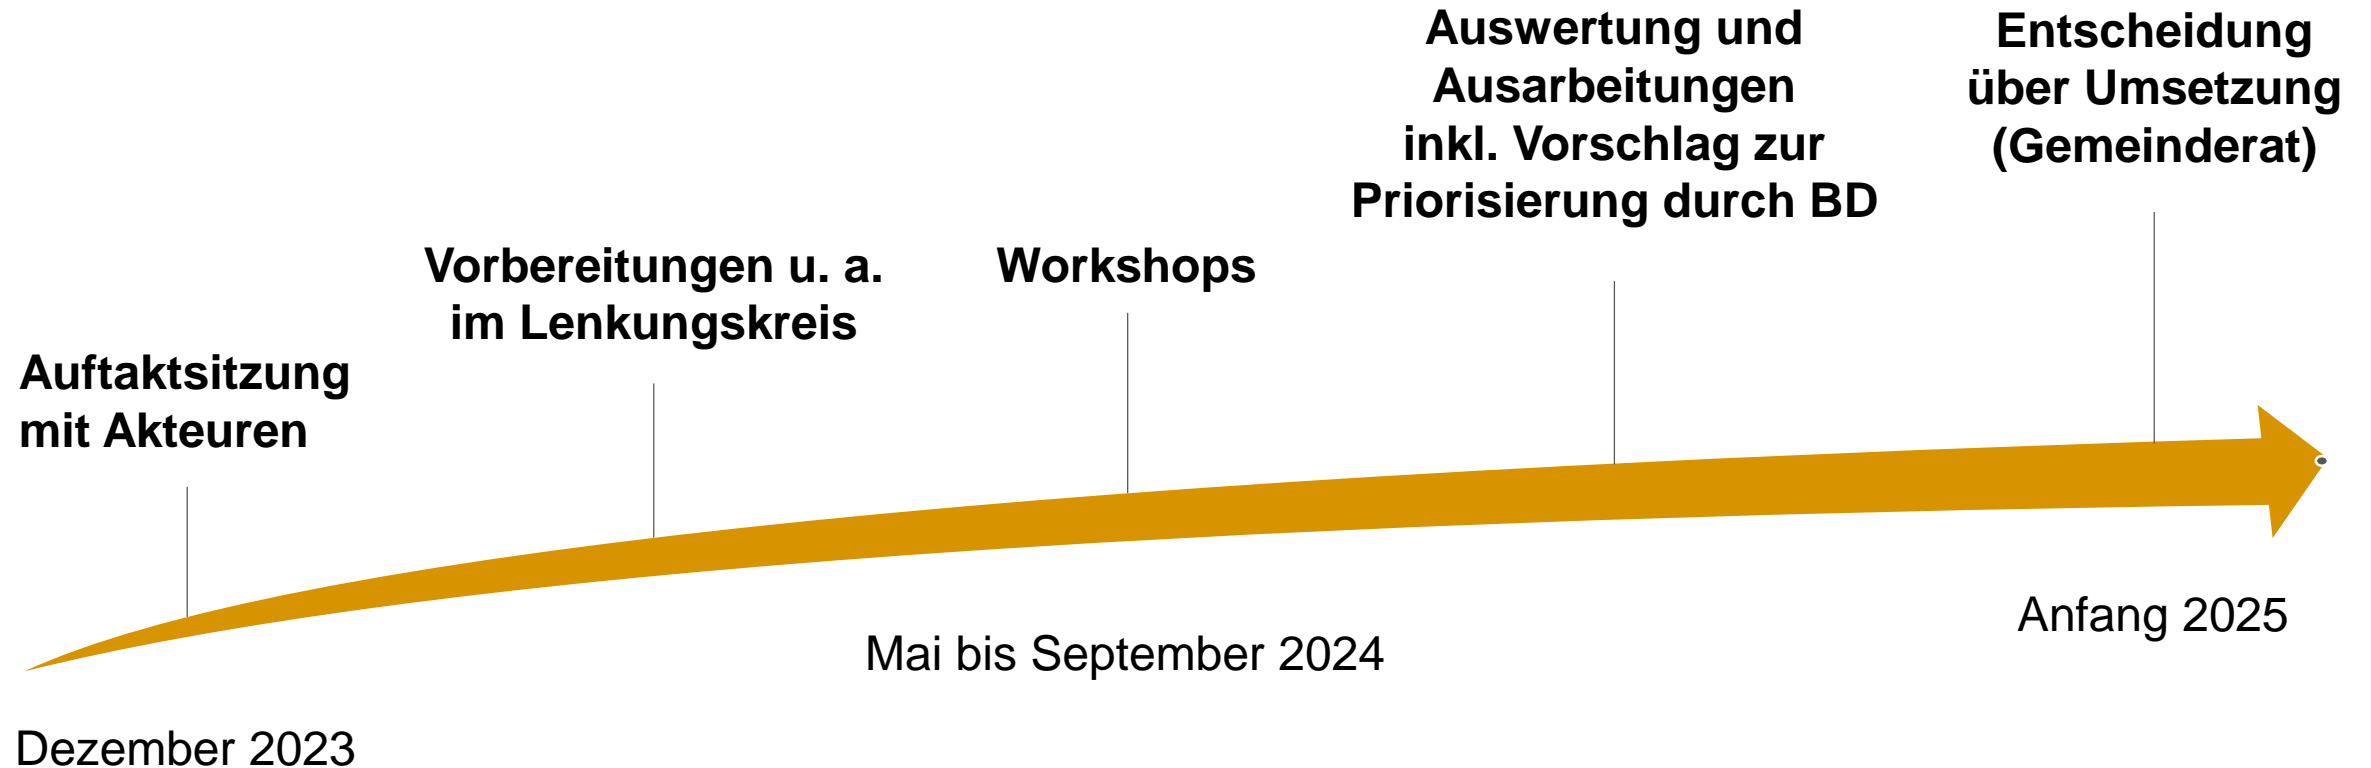 Auftaktsitzung
mit Akteuren
Vorbereitungen u. a.
im Lenkungskreis
Workshops
Auswertung und
Ausarbeitungen
inkl. Vorschlag zur
Priorisierung durch BD
Entscheidung
über Umsetzung
(Gemeinderat)
Dezember 2023
Mai bis September 2024
Anfang 2025